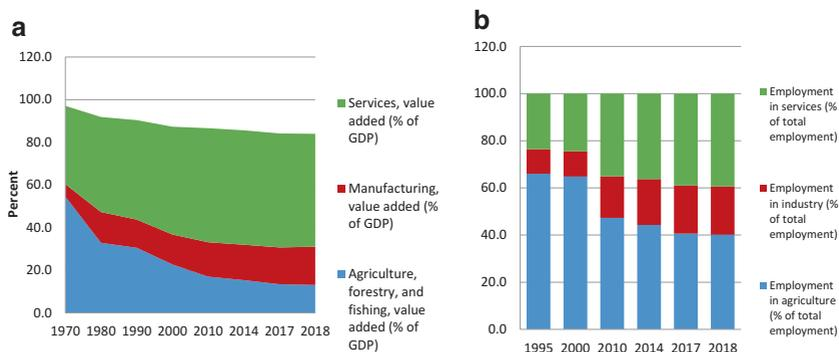 a
120.0
100.0
80.0
60.0
40.0
20.0
0.0
Percent
1970 1980 1990 2000 2010 2014 2017 2018
Services, value
added (% of
GDP)
Manufacturing,
value added (%
of GDP)
Agriculture,
forestry, and
fishing, value
added (% of
GDP)
b
120.0
100.0
80.0
60.0
40.0
20.0
0.0
1995 2000 2010 2014 2017 2018
Employment
in services (%
of total
employment)
Employment
in industry (%
of total
employment)
Employment
in agriculture
(% of total
employment)